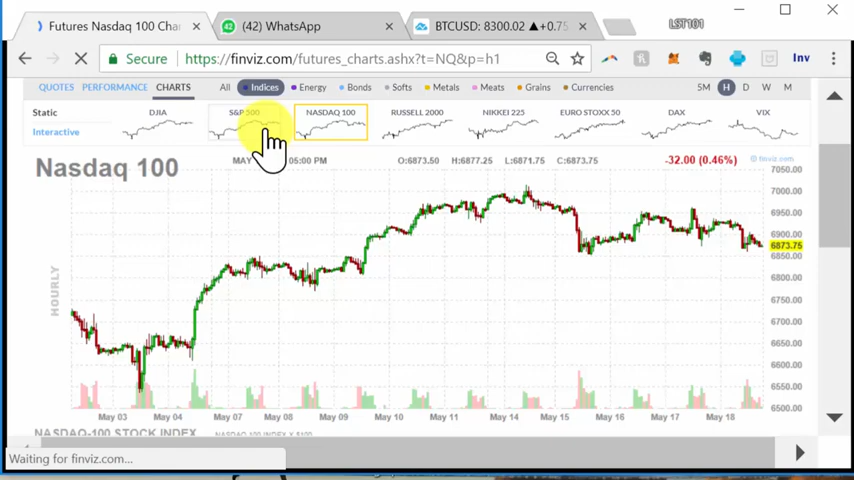 Futures Nasdaq 100 Cha
(42) WhatsApp
BTCUSD: 8300.02 ▲+0.75
LST101
Secure
https://finviz.com/futures_charts.ashx?t=NQ&p=h1
Inv
QUOTES PERFORMANCE CHARTS All Indices Energy Bonds Softs Metals Meats Grains Currencies 5M H D W M
Static
Interactive
DJIA S&P 500 NASDAQ 100 RUSSELL 2000 NIKKEI 225 EURO STOXX 50 DAX VIX
Nasdaq 100
MAY 05:00 PM O:6873.50 H:6877.25 L:6871.75 C:6873.75 -32.00 (0.46%) © finviz.com
7050.00
7000.00
6950.00
6900.00
6873.75
6850.00
6800.00
6750.00
6700.00
6650.00
6600.00
6550.00
6500.00
HOURLY
May 03 May 04 May 07 May 08 May 09 May 10 May 11 May 14 May 15 May 16 May 17 May 18
NASDAQ-100 STOCK INDEX NASDAQ-100 INDEX X $100
Waiting for finviz.com...